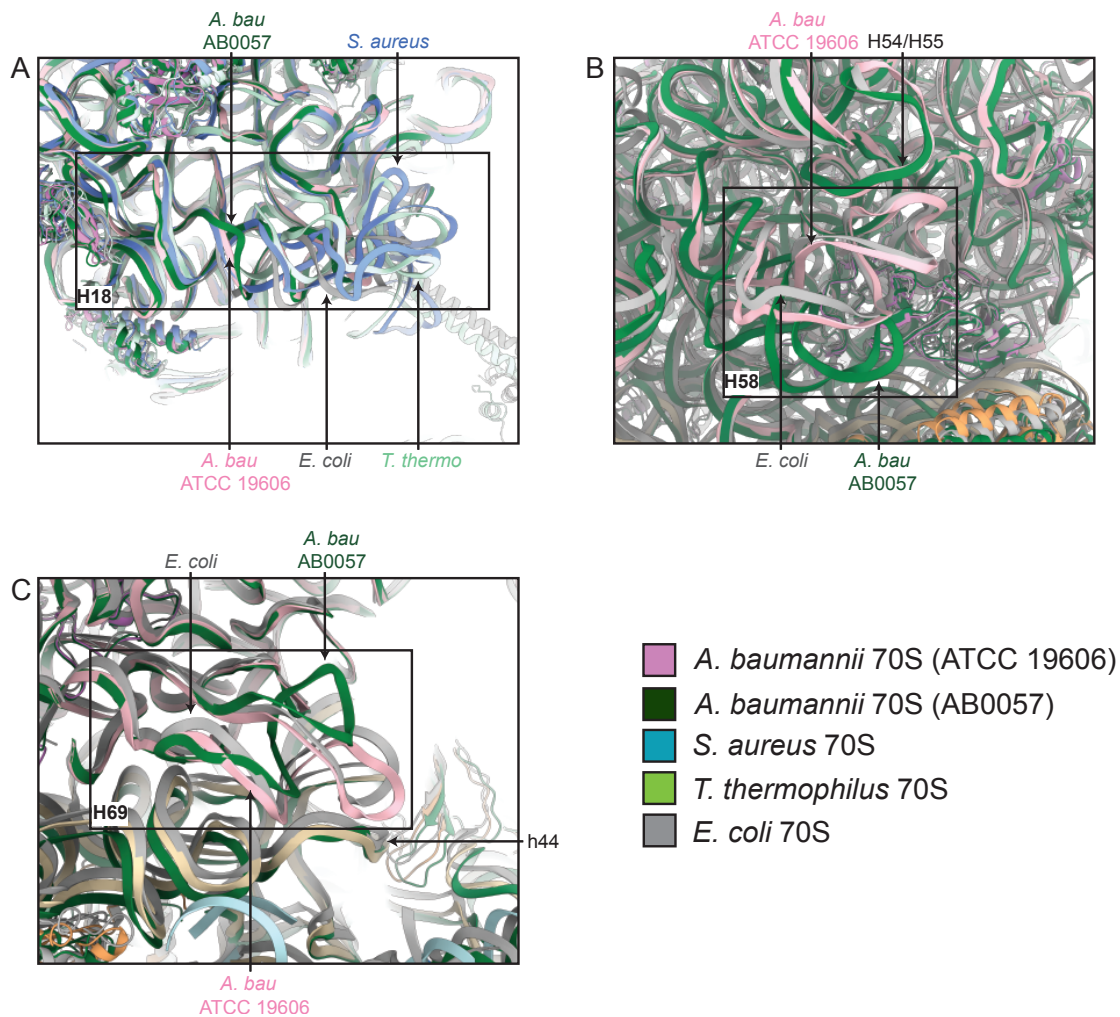 A
A. bau
AB0057
S. aureus
H18
A. bau
ATCC 19606
E. coli
T. thermo
B
A. bau
ATCC 19606
H54/H55
H58
E. coli
A. bau
AB0057
C
E. coli
A. bau
AB0057
H69
h44
A. bau
ATCC 19606
A. baumannii 70S (ATCC 19606)
A. baumannii 70S (AB0057)
S. aureus 70S
T. thermophilus 70S
E. coli 70S